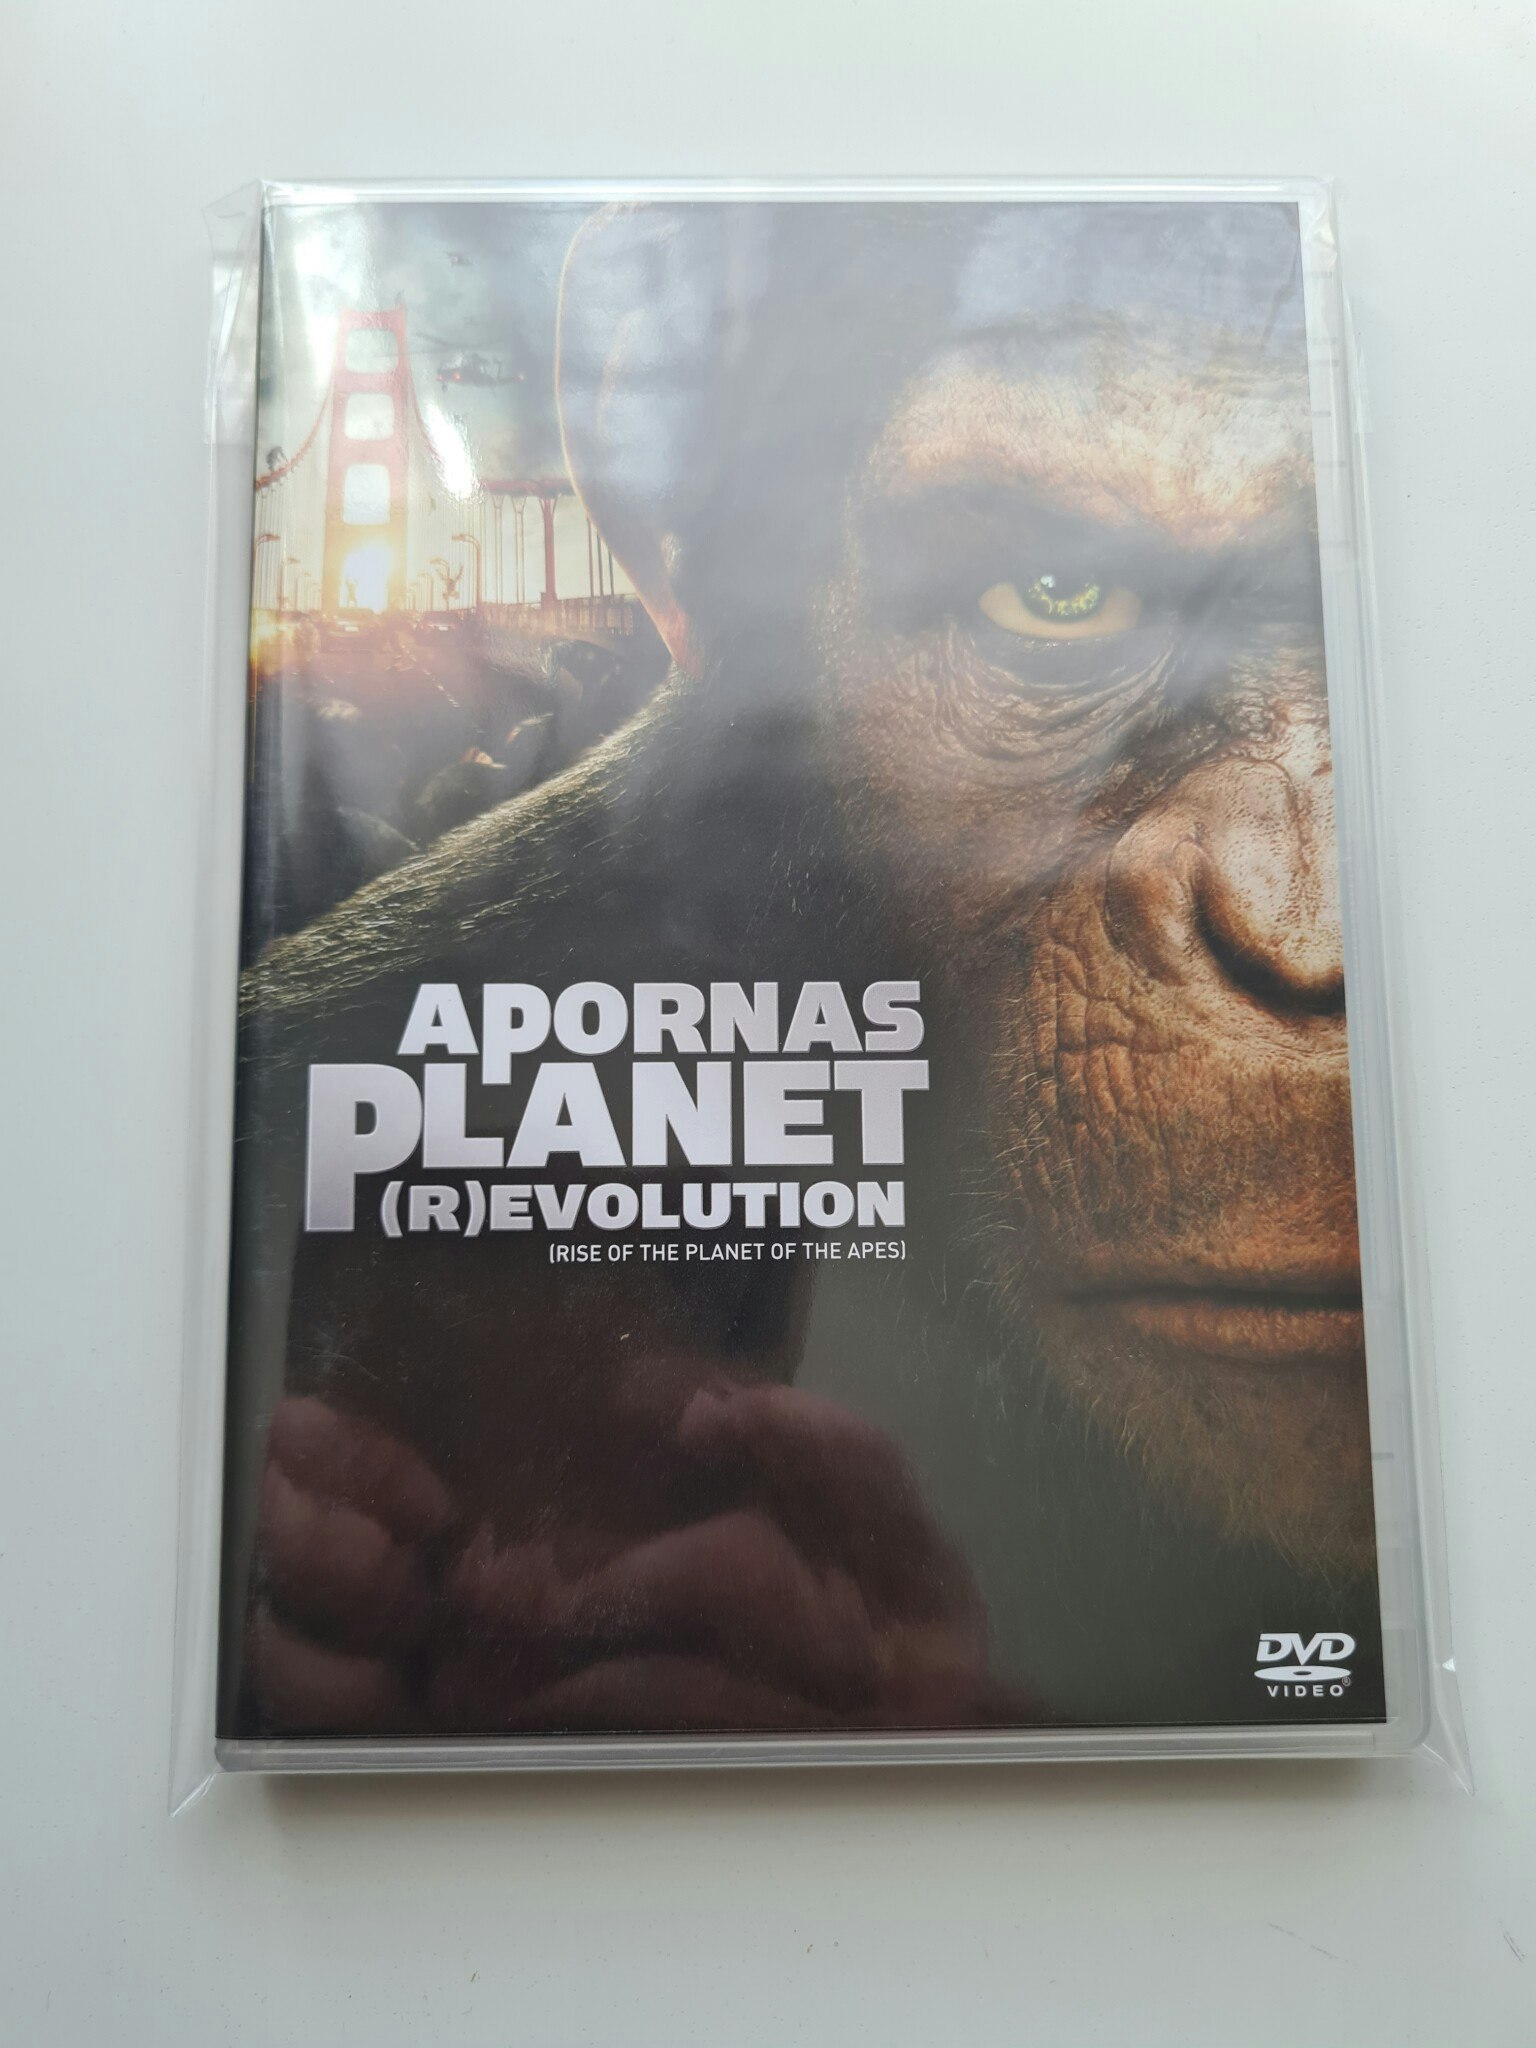 APORNAS
PLANET
(R)EVOLUTION
(RISE OF THE PLANET OF THE APES)
DVD
VIDEO®